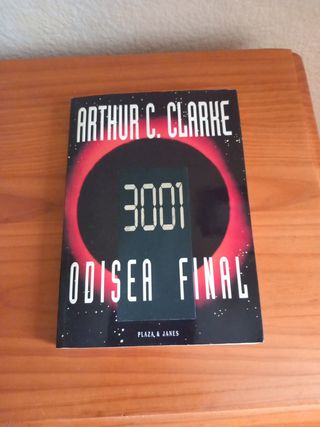 ARTHUR C. CLARKE
3001
ODISEA FINAL
PLAZA & JANES